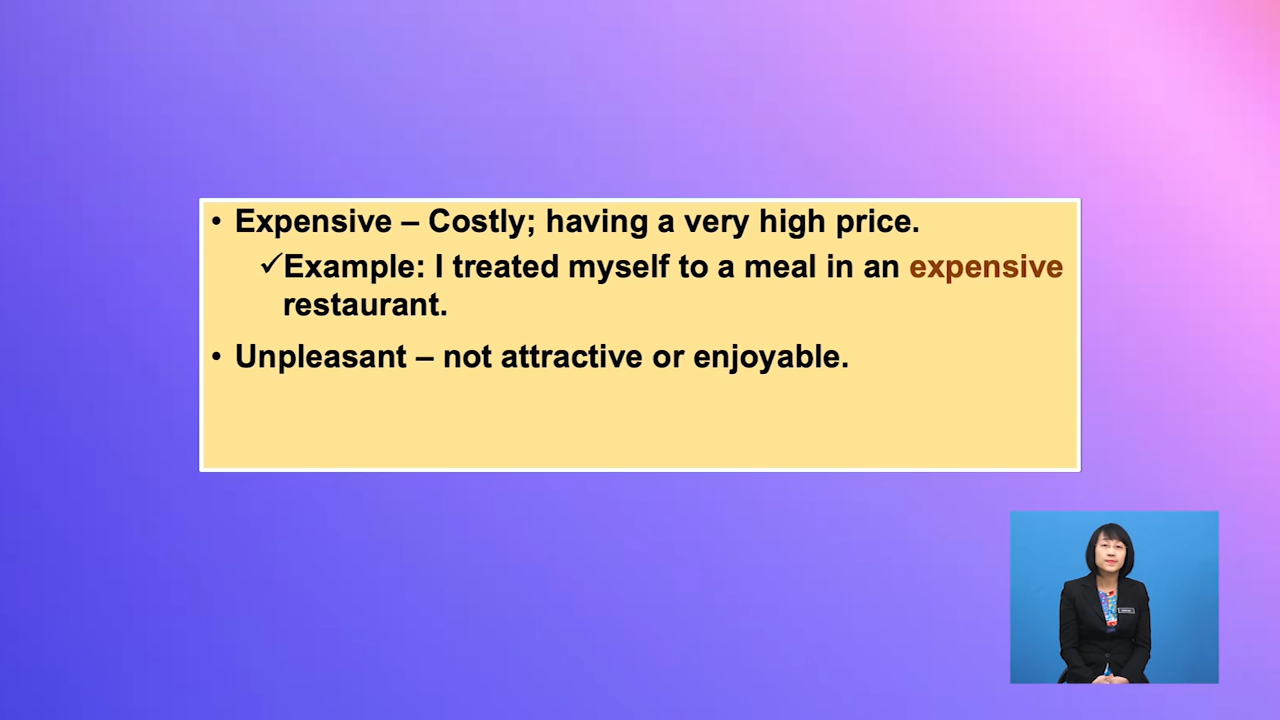 • Expensive – Costly; having a very high price.
✓Example: I treated myself to a meal in an expensive
restaurant.
• Unpleasant – not attractive or enjoyable.